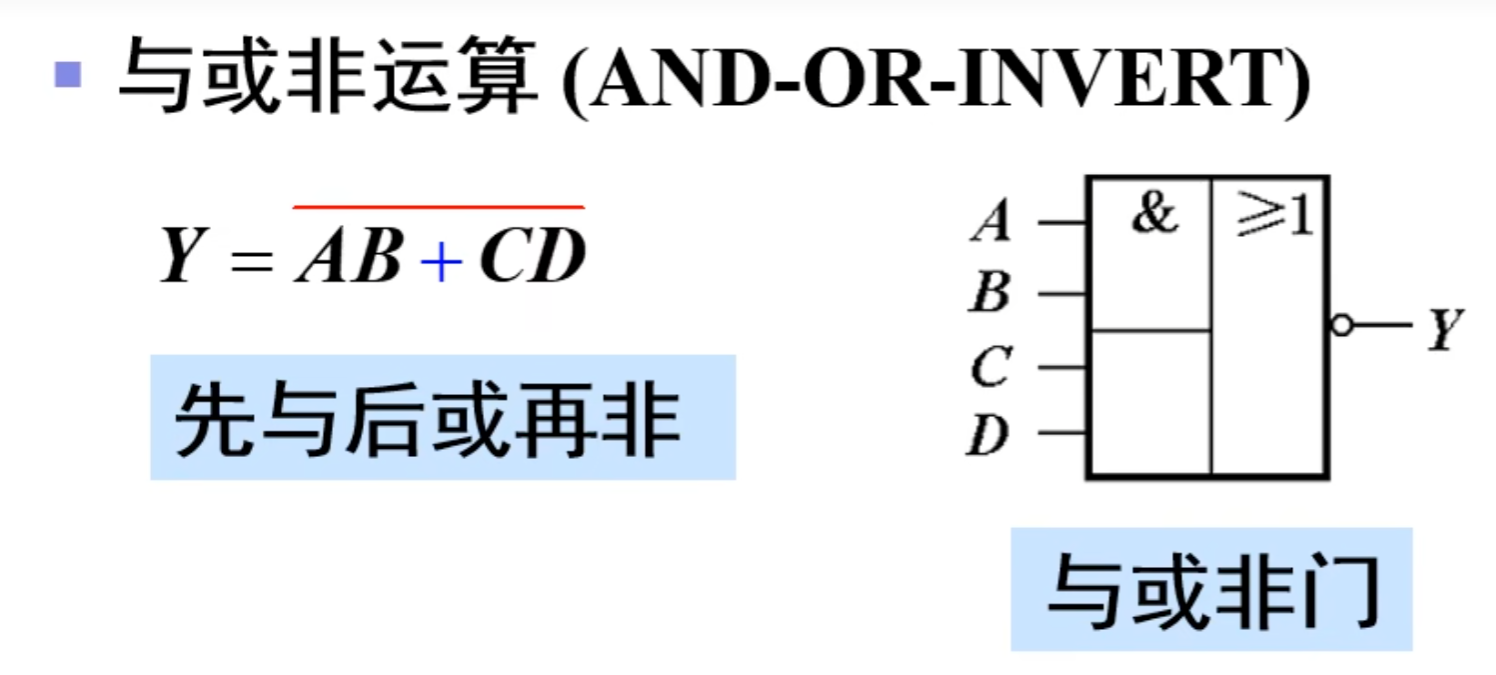 与或非运算 (AND-OR-INVERT)
Y = \overline{AB + CD}
先与后或再非
A
B
C
D
& ≥1
Y
与或非门